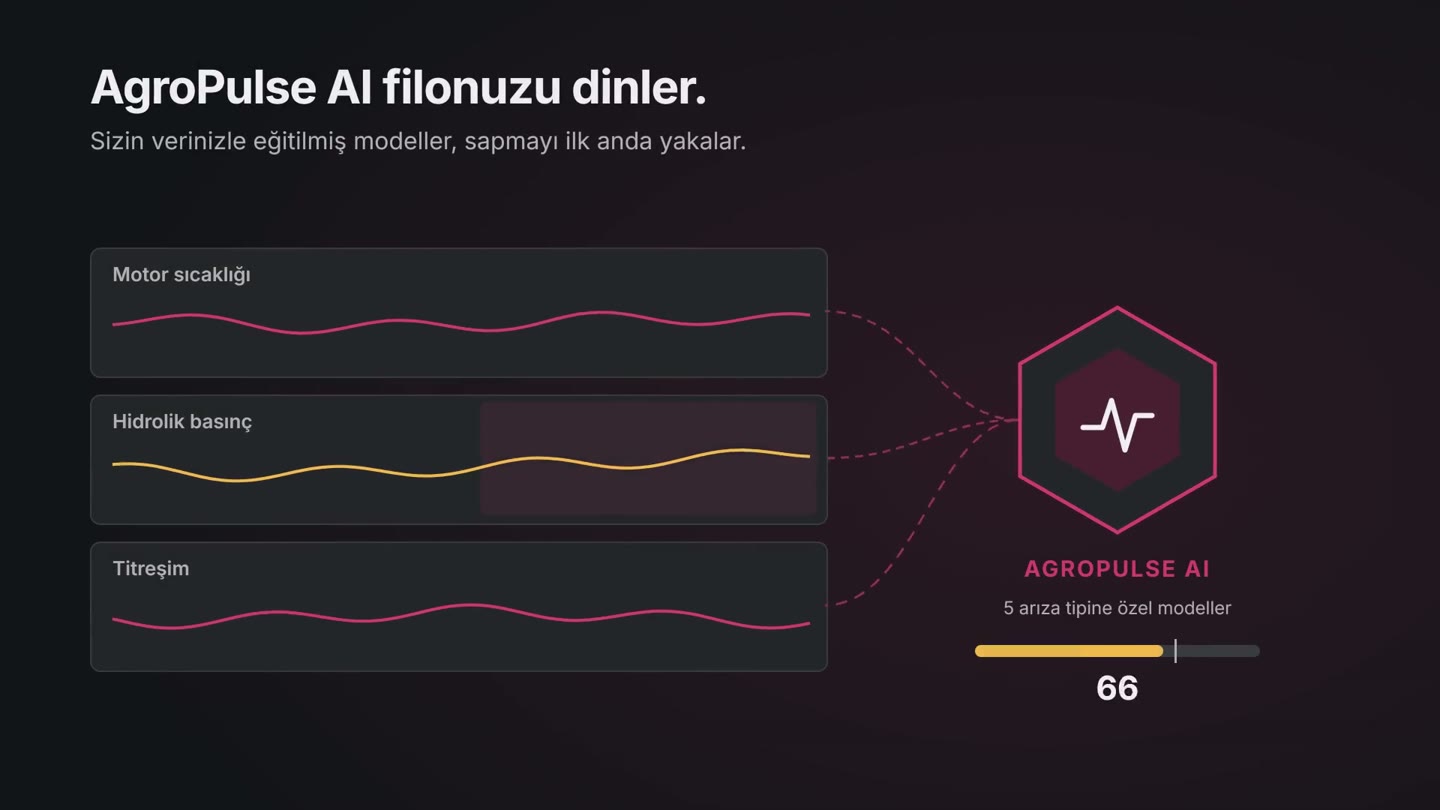 AgroPulse AI filonuzu dinler.
Sizin verinizle eğitilmiş modeller, sapmayı ilk anda yakalar.
Motor sıcaklığı
Hidrolik basınç
Titreşim
AGROPULSE AI
5 arıza tipine özel modeller
66